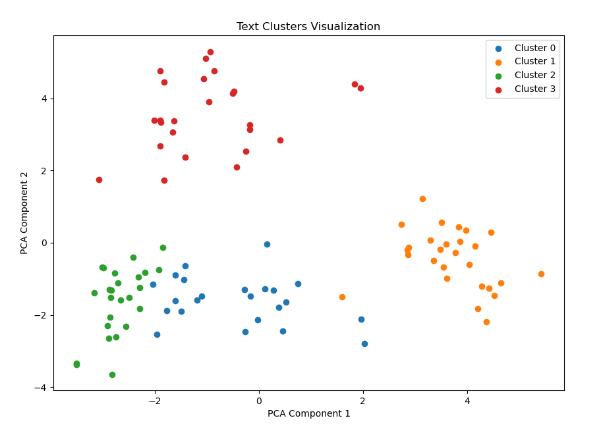 Text Clusters Visualization
Cluster 0
Cluster 1
Cluster 2
Cluster 3
PCA Component 2
4
2
0
−2
−4
−2
0
2
4
PCA Component 1